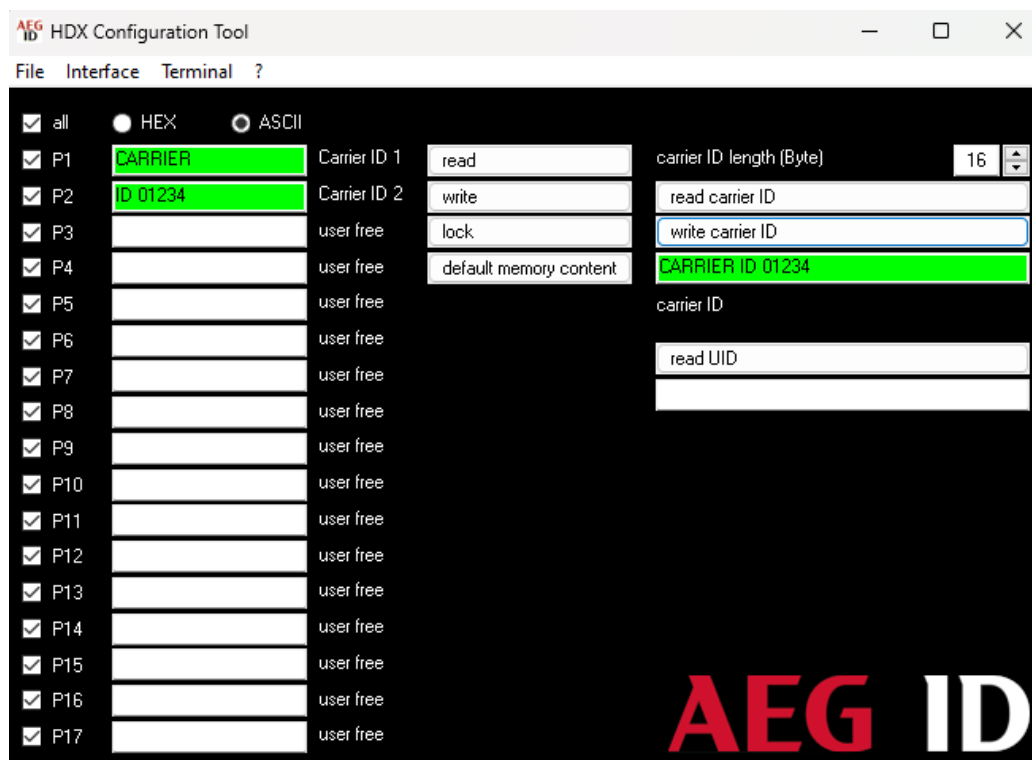 AEG ID HDX Configuration Tool
File Interface Terminal ?
all HEX ASCII
P1 CARRIER Carrier ID 1 read carrier ID length (Byte) 16
P2 ID 01234 Carrier ID 2 write read carrier ID
P3 user free lock write carrier ID
P4 user free default memory content CARRIER ID 01234
P5 user free carrier ID
P6 user free
P7 user free read UID
P8 user free
P9 user free
P10 user free
P11 user free
P12 user free
P13 user free
P14 user free
P15 user free
P16 user free
P17 user free
AEG ID